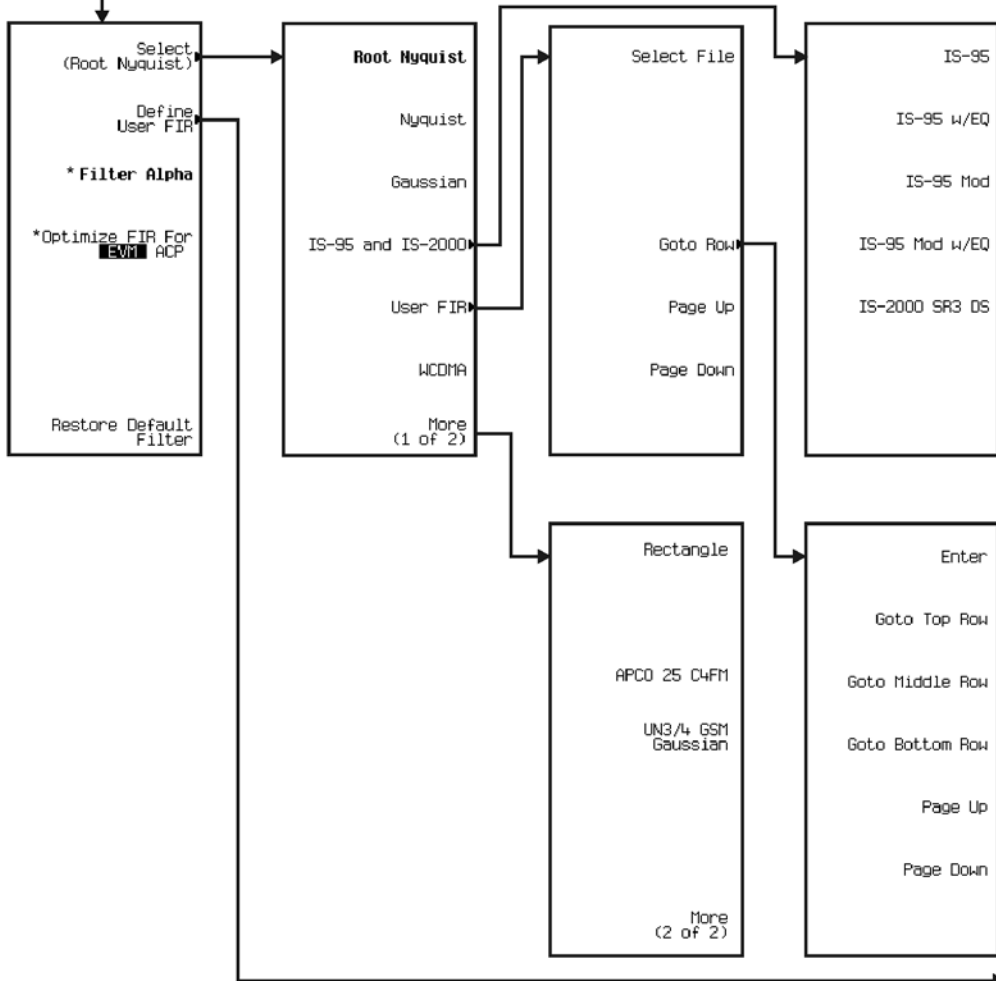 Select
(Root Nyquist)
Define
User FIR
*Filter Alpha
*Optimize FIR For
EVM ACP
Restore Default
Filter
Root Nyquist
Nyquist
Gaussian
IS-95 and IS-2000
User FIR
WCDMA
More
(1 of 2)
Select File
Goto Row
Page Up
Page Down
IS-95
IS-95 w/EQ
IS-95 Mod
IS-95 Mod w/EQ
IS-2000 SR3 DS
Rectangle
APCO 25 C4FM
UN3/4 GSM
Gaussian
More
(2 of 2)
Enter
Goto Top Row
Goto Middle Row
Goto Bottom Row
Page Up
Page Down